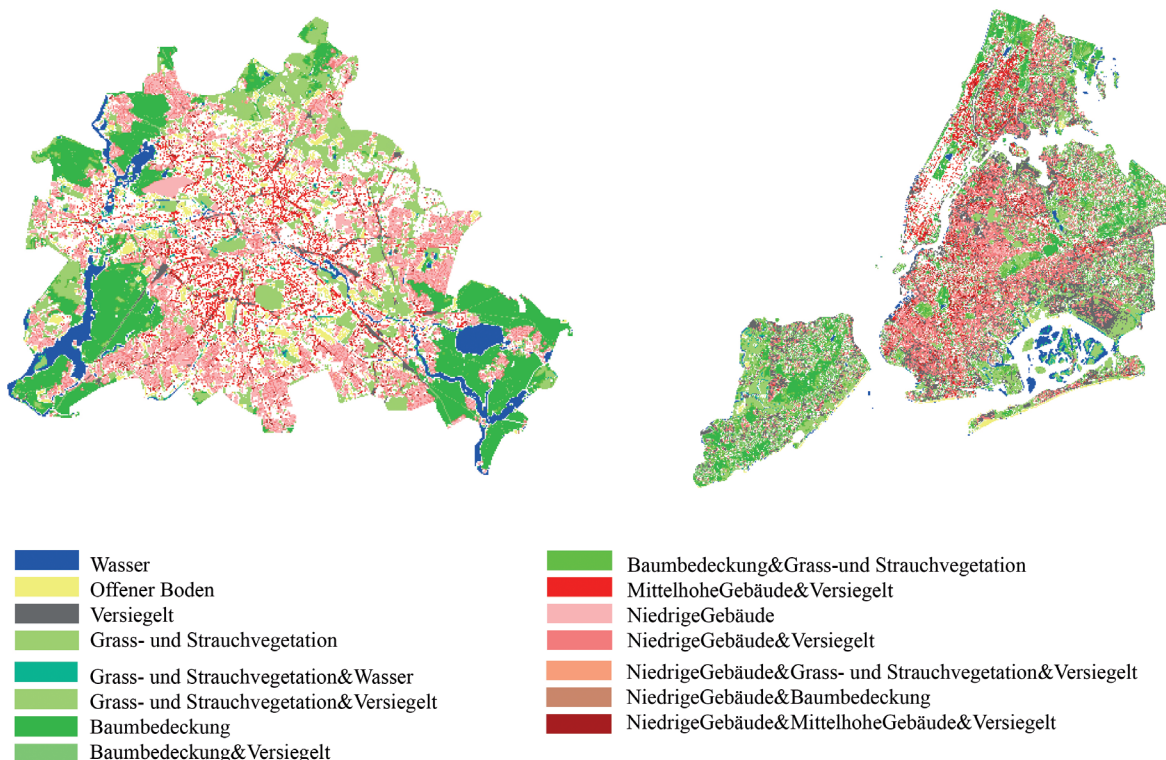 Wasser
Offener Boden
Versiegelt
Grass- und Strauchvegetation
Grass- und Strauchvegetation&Wasser
Grass- und Strauchvegetation&Versiegelt
Baumbedeckung
Baumbedeckung&Versiegelt
Baumbedeckung&Grass-und Strauchvegetation
MittelhoheGebäude&Versiegelt
NiedrigeGebäude
NiedrigeGebäude&Versiegelt
NiedrigeGebäude&Grass- und Strauchvegetation&Versiegelt
NiedrigeGebäude&Baumbedeckung
NiedrigeGebäude&MittelhoheGebäude&Versiegelt